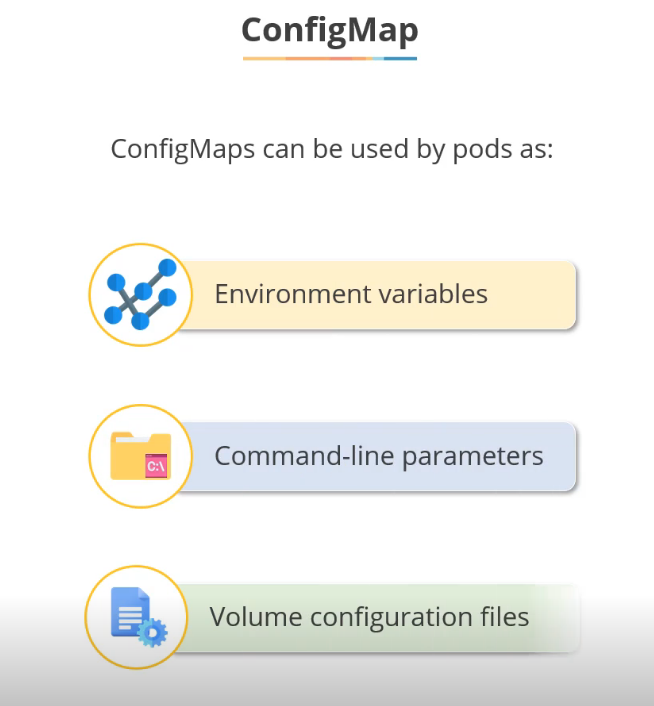 ConfigMap
ConfigMaps can be used by pods as:
Environment variables
C:\
Command-line parameters
Volume configuration files